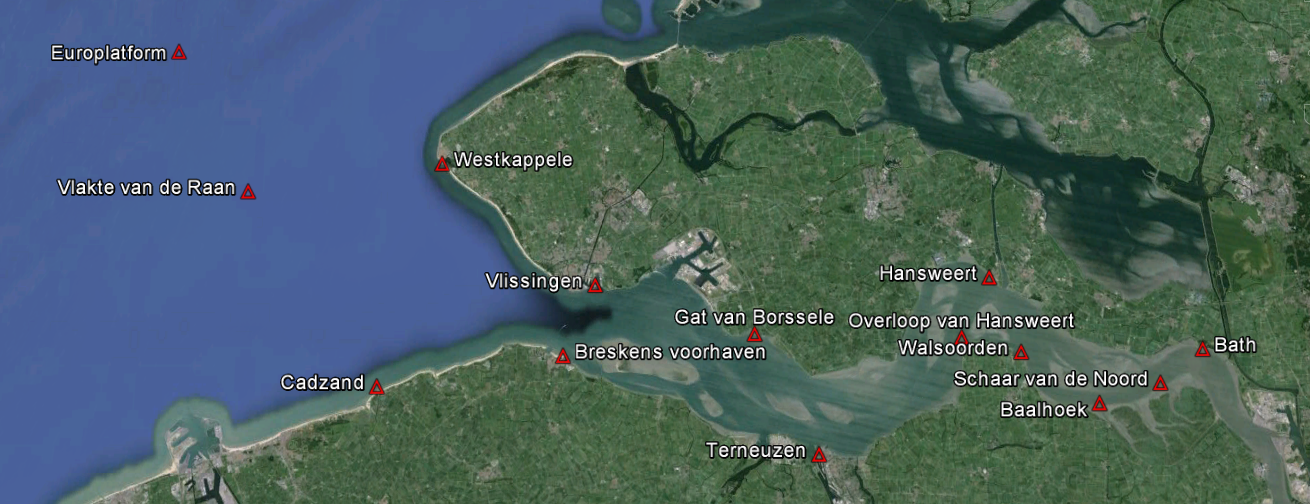 Europlatform
Westkappele
Vlakte van de Raan
Hansweert
Vlissingen
Gat van Borssele
Overloop van Hansweert
Bath
Walsoorden
Breskens voorhaven
Schaar van de Noord
Cadzand
Baalhoek
Terneuzen